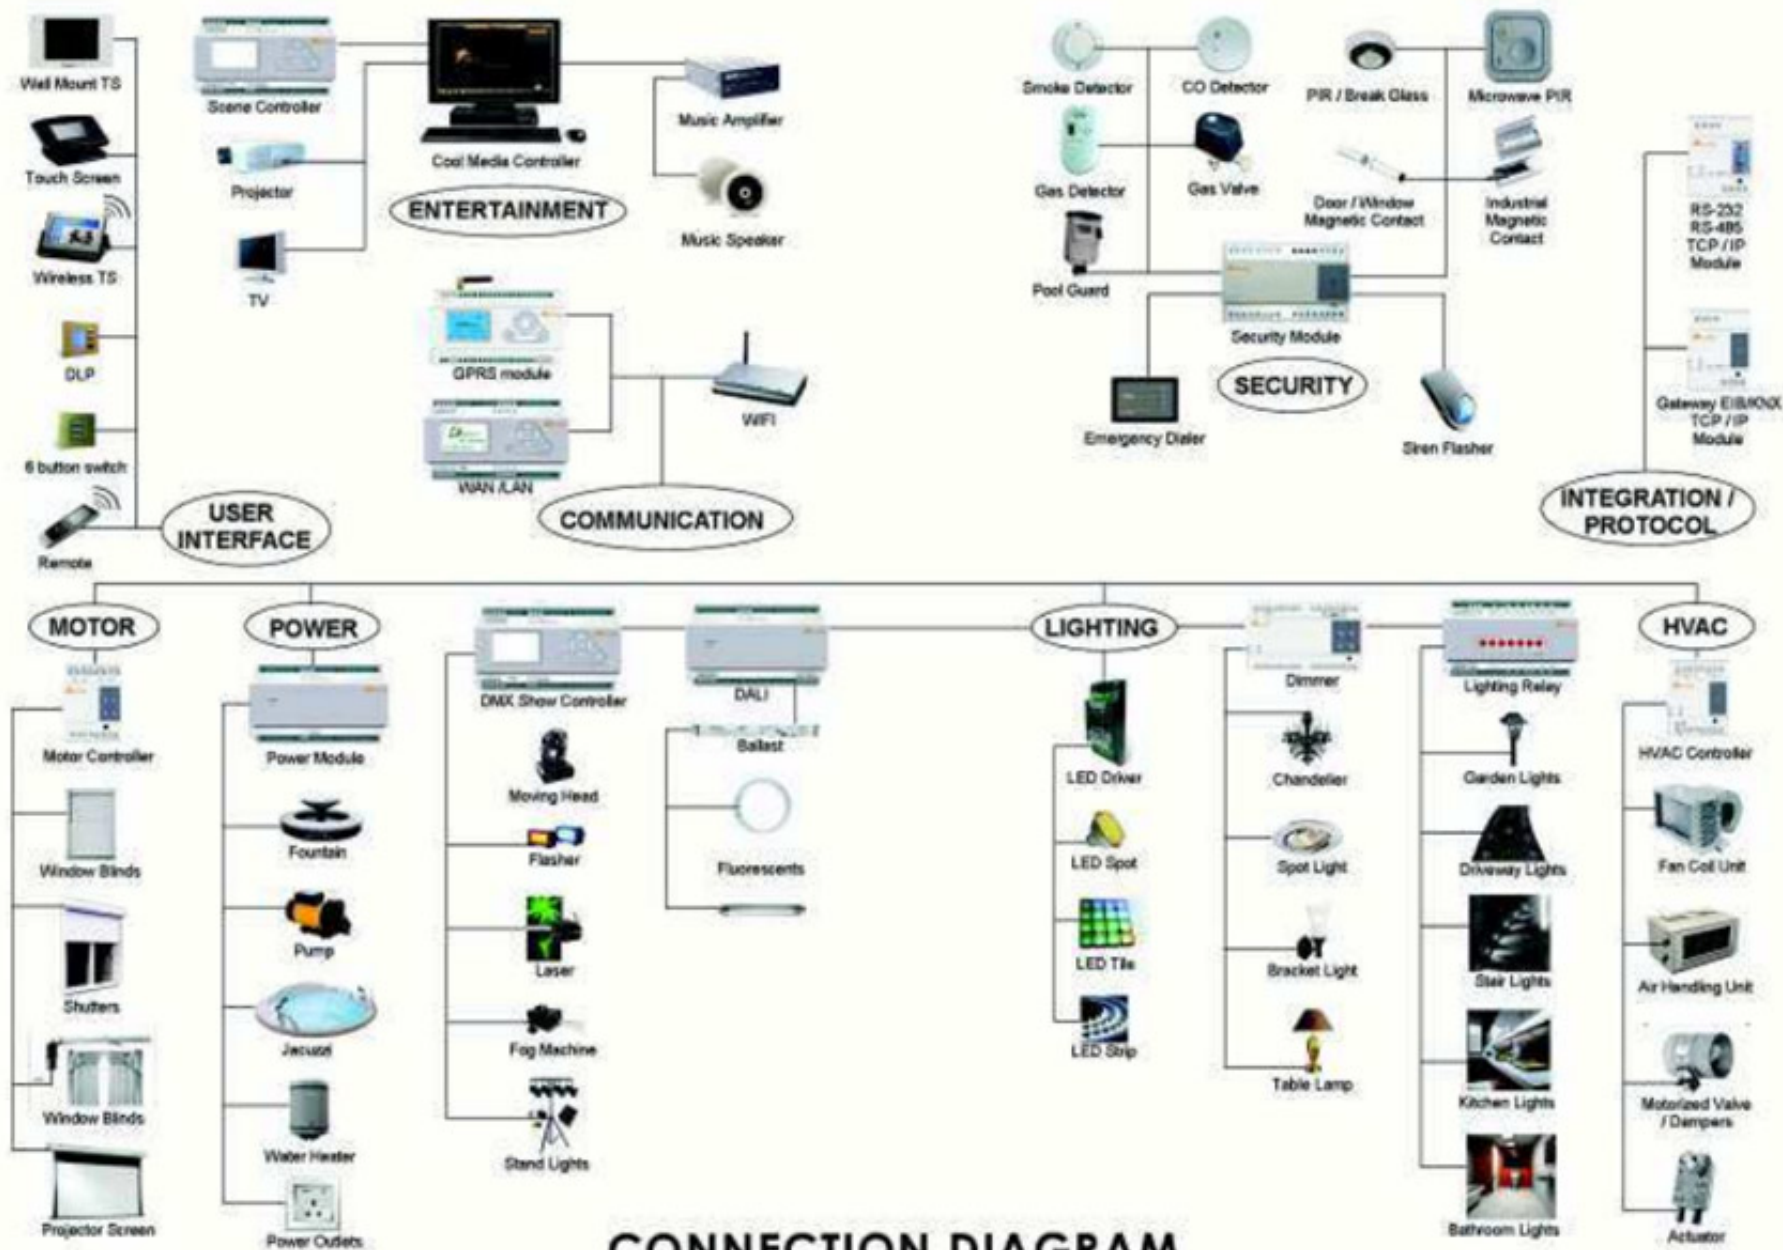 Wall Mount TS
Touch Screen
Wireless TS
DLP
6 button switch
Remote
USER
INTERFACE
Scene Controller
Projector
TV
Cool Media Controller
ENTERTAINMENT
Music Amplifier
Music Speaker
GPRS module
WAN /LAN
WIFI
COMMUNICATION
Smoke Detector
CO Detector
Gas Detector
Gas Valve
Pool Guard
PIR / Break Glass
Microwave PIR
Door / Window
Magnetic Contact
Industrial
Magnetic
Contact
Security Module
SECURITY
Emergency Dialer
Siren Flasher
RS-232
RS-485
TCP / IP
Module
Gateway EIB/KNX
TCP / IP
Module
INTEGRATION /
PROTOCOL
MOTOR
Motor Controller
Window Blinds
Shutters
Window Blinds
Projector Screen
POWER
Power Module
Fountain
Pump
Jacuzzi
Water Heater
Power Outlets
DMX Show Controller
Moving Head
Flasher
Laser
Fog Machine
Stand Lights
DALI
Ballast
Fluorescents
LIGHTING
LED Driver
LED Spot
LED Tile
LED Strip
Dimmer
Chandelier
Spot Light
Bracket Light
Table Lamp
Lighting Relay
Garden Lights
Driveway Lights
Stair Lights
Kitchen Lights
Bathroom Lights
HVAC
HVAC Controller
Fan Coil Unit
Air Handling Unit
Motorized Valve
/ Dampers
Actuator
CONNECTION DIAGRAM